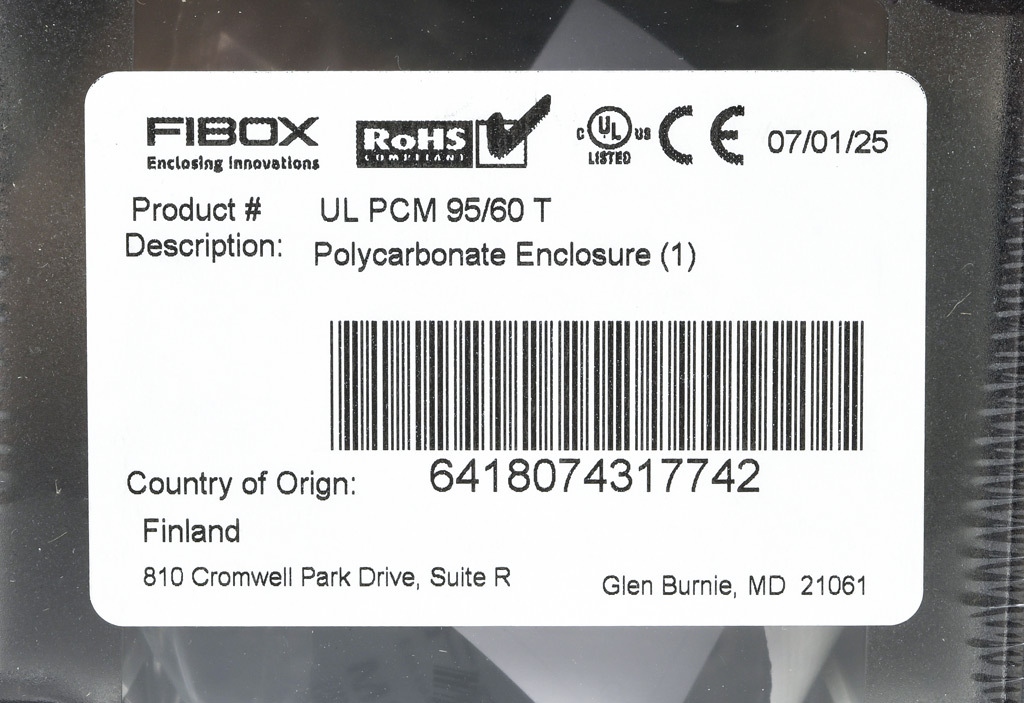 FIBOX
Enclosing Innovations
RoHS
COMPLIANT
C UL US
LISTED
CE
07/01/25
Product # UL PCM 95/60 T
Description: Polycarbonate Enclosure (1)
6418074317742
Country of Orign:
Finland
810 Cromwell Park Drive, Suite R Glen Burnie, MD 21061